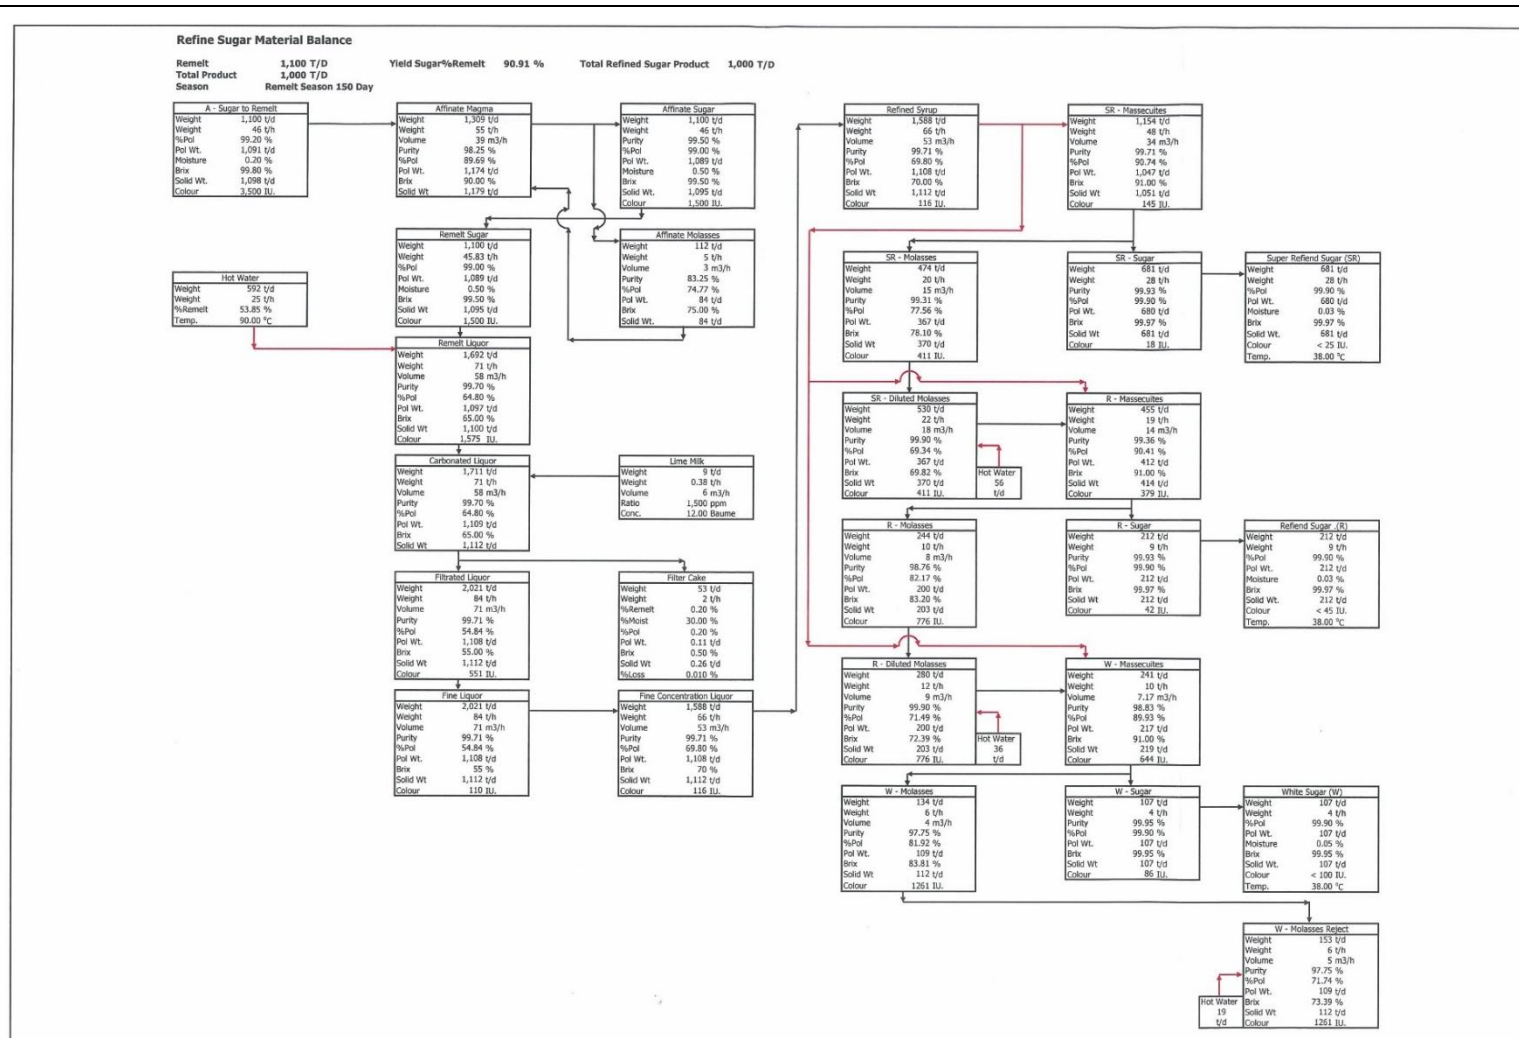 Refine Sugar Material Balance
Remelt 1,100 T/D Yield Sugar%Remelt 90.91 % Total Refined Sugar Product 1,000 T/D
Total Product 1,000 T/D
Season Remelt Season 150 Day
A - Sugar to Remelt
Weight 1,100 t/d
Weight 46 t/h
%Pol 99.20 %
Pol Wt. 1,091 t/d
Moisture 0.20 %
Brix 99.80 %
Solid Wt. 1,098 t/d
Colour 3,500 IU.
Affinate Magma
Weight 1,309 t/d
Weight 55 t/h
Volume 39 m3/h
Purity 98.25 %
%Pol 89.69 %
Pol Wt. 1,174 t/d
Brix 90.00 %
Solid Wt 1,179 t/d
Affinate Sugar
Weight 1,100 t/d
Weight 46 t/h
Purity 99.50 %
%Pol 99.00 %
Pol Wt. 1,089 t/d
Moisture 0.50 %
Brix 99.50 %
Solid Wt. 1,095 t/d
Colour 1,500 IU.
Remelt Sugar
Weight 1,100 t/d
Weight 45.83 t/h
%Pol 99.00 %
Pol Wt. 1,089 t/d
Moisture 0.50 %
Brix 99.50 %
Solid Wt 1,095 t/d
Colour 1,500 IU.
Affinate Molasses
Weight 112 t/d
Weight 5 t/h
Volume 3 m3/h
Purity 83.25 %
%Pol 74.77 %
Pol Wt. 84 t/d
Brix 75.00 %
Solid Wt. 84 t/d
Hot Water
Weight 592 t/d
Weight 25 t/h
%Remelt 53.85 %
Temp. 90.00 °C
Remelt Liquor
Weight 1,692 t/d
Weight 71 t/h
Volume 58 m3/h
Purity 99.70 %
%Pol 64.80 %
Pol Wt. 1,097 t/d
Brix 65.00 %
Solid Wt 1,100 t/d
Colour 1,575 IU.
Carbonated Liquor
Weight 1,711 t/d
Weight 71 t/h
Volume 58 m3/h
Purity 99.70 %
%Pol 64.80 %
Pol Wt. 1,109 t/d
Brix 65.00 %
Solid Wt 1,112 t/d
Lime Milk
Weight 9 t/d
Weight 0.38 t/h
Volume 6 m3/h
Ratio 1,500 ppm
Conc. 12.00 Baume
Filtrated Liquor
Weight 2,021 t/d
Weight 84 t/h
Volume 71 m3/h
Purity 99.71 %
%Pol 54.84 %
Pol Wt. 1,108 t/d
Brix 55.00 %
Solid Wt 1,112 t/d
Colour 551 IU.
Filter Cake
Weight 53 t/d
Weight 2 t/h
%Remelt 0.20 %
%Moist 30.00 %
%Pol 0.20 %
Pol Wt. 0.11 t/d
Brix 0.50 %
Solid Wt 0.26 t/d
%Loss 0.010 %
Fine Liquor
Weight 2,021 t/d
Weight 84 t/h
Volume 71 m3/h
Purity 99.71 %
%Pol 54.84 %
Pol Wt. 1,108 t/d
Brix 55 %
Solid Wt 1,112 t/d
Colour 110 IU.
Fine Concentration Liquor
Weight 1,588 t/d
Weight 66 t/h
Volume 53 m3/h
Purity 99.71 %
%Pol 69.80 %
Pol Wt. 1,108 t/d
Brix 70 %
Solid Wt 1,112 t/d
Colour 116 IU.
Refined Syrup
Weight 1,588 t/d
Weight 66 t/h
Volume 53 m3/h
Purity 99.71 %
%Pol 69.80 %
Pol Wt. 1,108 t/d
Brix 70.00 %
Solid Wt 1,112 t/d
Colour 116 IU.
SR - Massecuites
Weight 1,154 t/d
Weight 48 t/h
Volume 34 m3/h
Purity 99.71 %
%Pol 90.74 %
Pol Wt. 1,047 t/d
Brix 91.00 %
Solid Wt. 1,051 t/d
Colour 145 IU.
SR - Molasses
Weight 474 t/d
Weight 20 t/h
Volume 15 m3/h
Purity 99.31 %
%Pol 77.56 %
Pol Wt. 367 t/d
Brix 78.10 %
Solid Wt 370 t/d
Colour 411 IU.
SR - Sugar
Weight 681 t/d
Weight 28 t/h
Purity 99.93 %
%Pol 99.90 %
Pol Wt. 680 t/d
Brix 99.97 %
Solid Wt 681 t/d
Colour 18 IU.
Super Refiend Sugar (SR)
Weight 681 t/d
Weight 28 t/h
%Pol 99.90 %
Pol Wt. 680 t/d
Moisture 0.03 %
Brix 99.97 %
Solid Wt. 681 t/d
Colour < 25 IU.
Temp. 38.00 °C
SR - Diluted Molasses
Weight 530 t/d
Weight 22 t/h
Volume 18 m3/h
Purity 99.90 %
%Pol 69.34 %
Pol Wt. 367 t/d
Brix 69.82 %
Solid Wt 370 t/d
Colour 411 IU.
Hot Water
56
t/d
R - Massecuites
Weight 455 t/d
Weight 19 t/h
Volume 14 m3/h
Purity 99.36 %
%Pol 90.41 %
Pol Wt. 412 t/d
Brix 91.00 %
Solid Wt 414 t/d
Colour 379 IU.
R - Molasses
Weight 244 t/d
Weight 10 t/h
Volume 8 m3/h
Purity 98.76 %
%Pol 82.17 %
Pol Wt. 200 t/d
Brix 83.20 %
Solid Wt 203 t/d
Colour 776 IU.
R - Sugar
Weight 212 t/d
Weight 9 t/h
Purity 99.93 %
%Pol 99.90 %
Pol Wt. 212 t/d
Brix 99.97 %
Solid Wt 212 t/d
Colour 42 IU.
Refiend Sugar .(R)
Weight 212 t/d
Weight 9 t/h
%Pol 99.90 %
Pol Wt. 212 t/d
Moisture 0.03 %
Brix 99.97 %
Solid Wt. 212 t/d
Colour < 45 IU.
Temp. 38.00 °C
R - Diluted Molasses
Weight 280 t/d
Weight 12 t/h
Volume 9 m3/h
Purity 99.90 %
%Pol 71.49 %
Pol Wt. 200 t/d
Brix 72.39 %
Solid Wt 203 t/d
Colour 776 IU.
Hot Water
36
t/d
W - Massecuites
Weight 241 t/d
Weight 10 t/h
Volume 7.17 m3/h
Purity 98.83 %
%Pol 89.93 %
Pol Wt. 217 t/d
Brix 91.00 %
Solid Wt 219 t/d
Colour 644 IU.
W - Molasses
Weight 134 t/d
Weight 6 t/h
Volume 4 m3/h
Purity 97.75 %
%Pol 81.92 %
Pol Wt. 109 t/d
Brix 83.81 %
Solid Wt 112 t/d
Colour 1261 IU.
W - Sugar
Weight 107 t/d
Weight 4 t/h
Purity 99.95 %
%Pol 99.90 %
Pol Wt. 107 t/d
Brix 99.95 %
Solid Wt 107 t/d
Colour 86 IU.
White Sugar (W)
Weight 107 t/d
Weight 4 t/h
%Pol 99.90 %
Pol Wt. 107 t/d
Moisture 0.05 %
Brix 99.95 %
Solid Wt. 107 t/d
Colour < 100 IU.
Temp. 38.00 °C
W - Molasses Reject
Weight 153 t/d
Weight 6 t/h
Volume 5 m3/h
Purity 97.75 %
%Pol 71.74 %
Pol Wt. 109 t/d
Brix 73.39 %
Solid Wt 112 t/d
Colour 1261 IU.
Hot Water
19
t/d